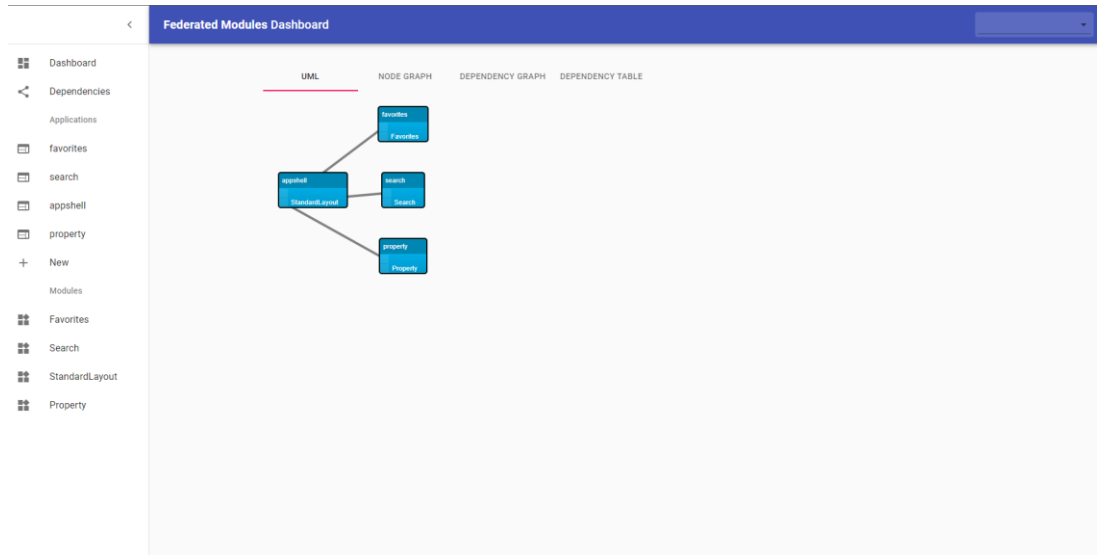 Federated Modules Dashboard
Dashboard
Dependencies
Applications
favorites
search
appshell
property
New
Modules
Favorites
Search
StandardLayout
Property
UML NODE GRAPH DEPENDENCY GRAPH DEPENDENCY TABLE
favorites
Favorites
appshell
StandardLayout
search
Search
property
Property